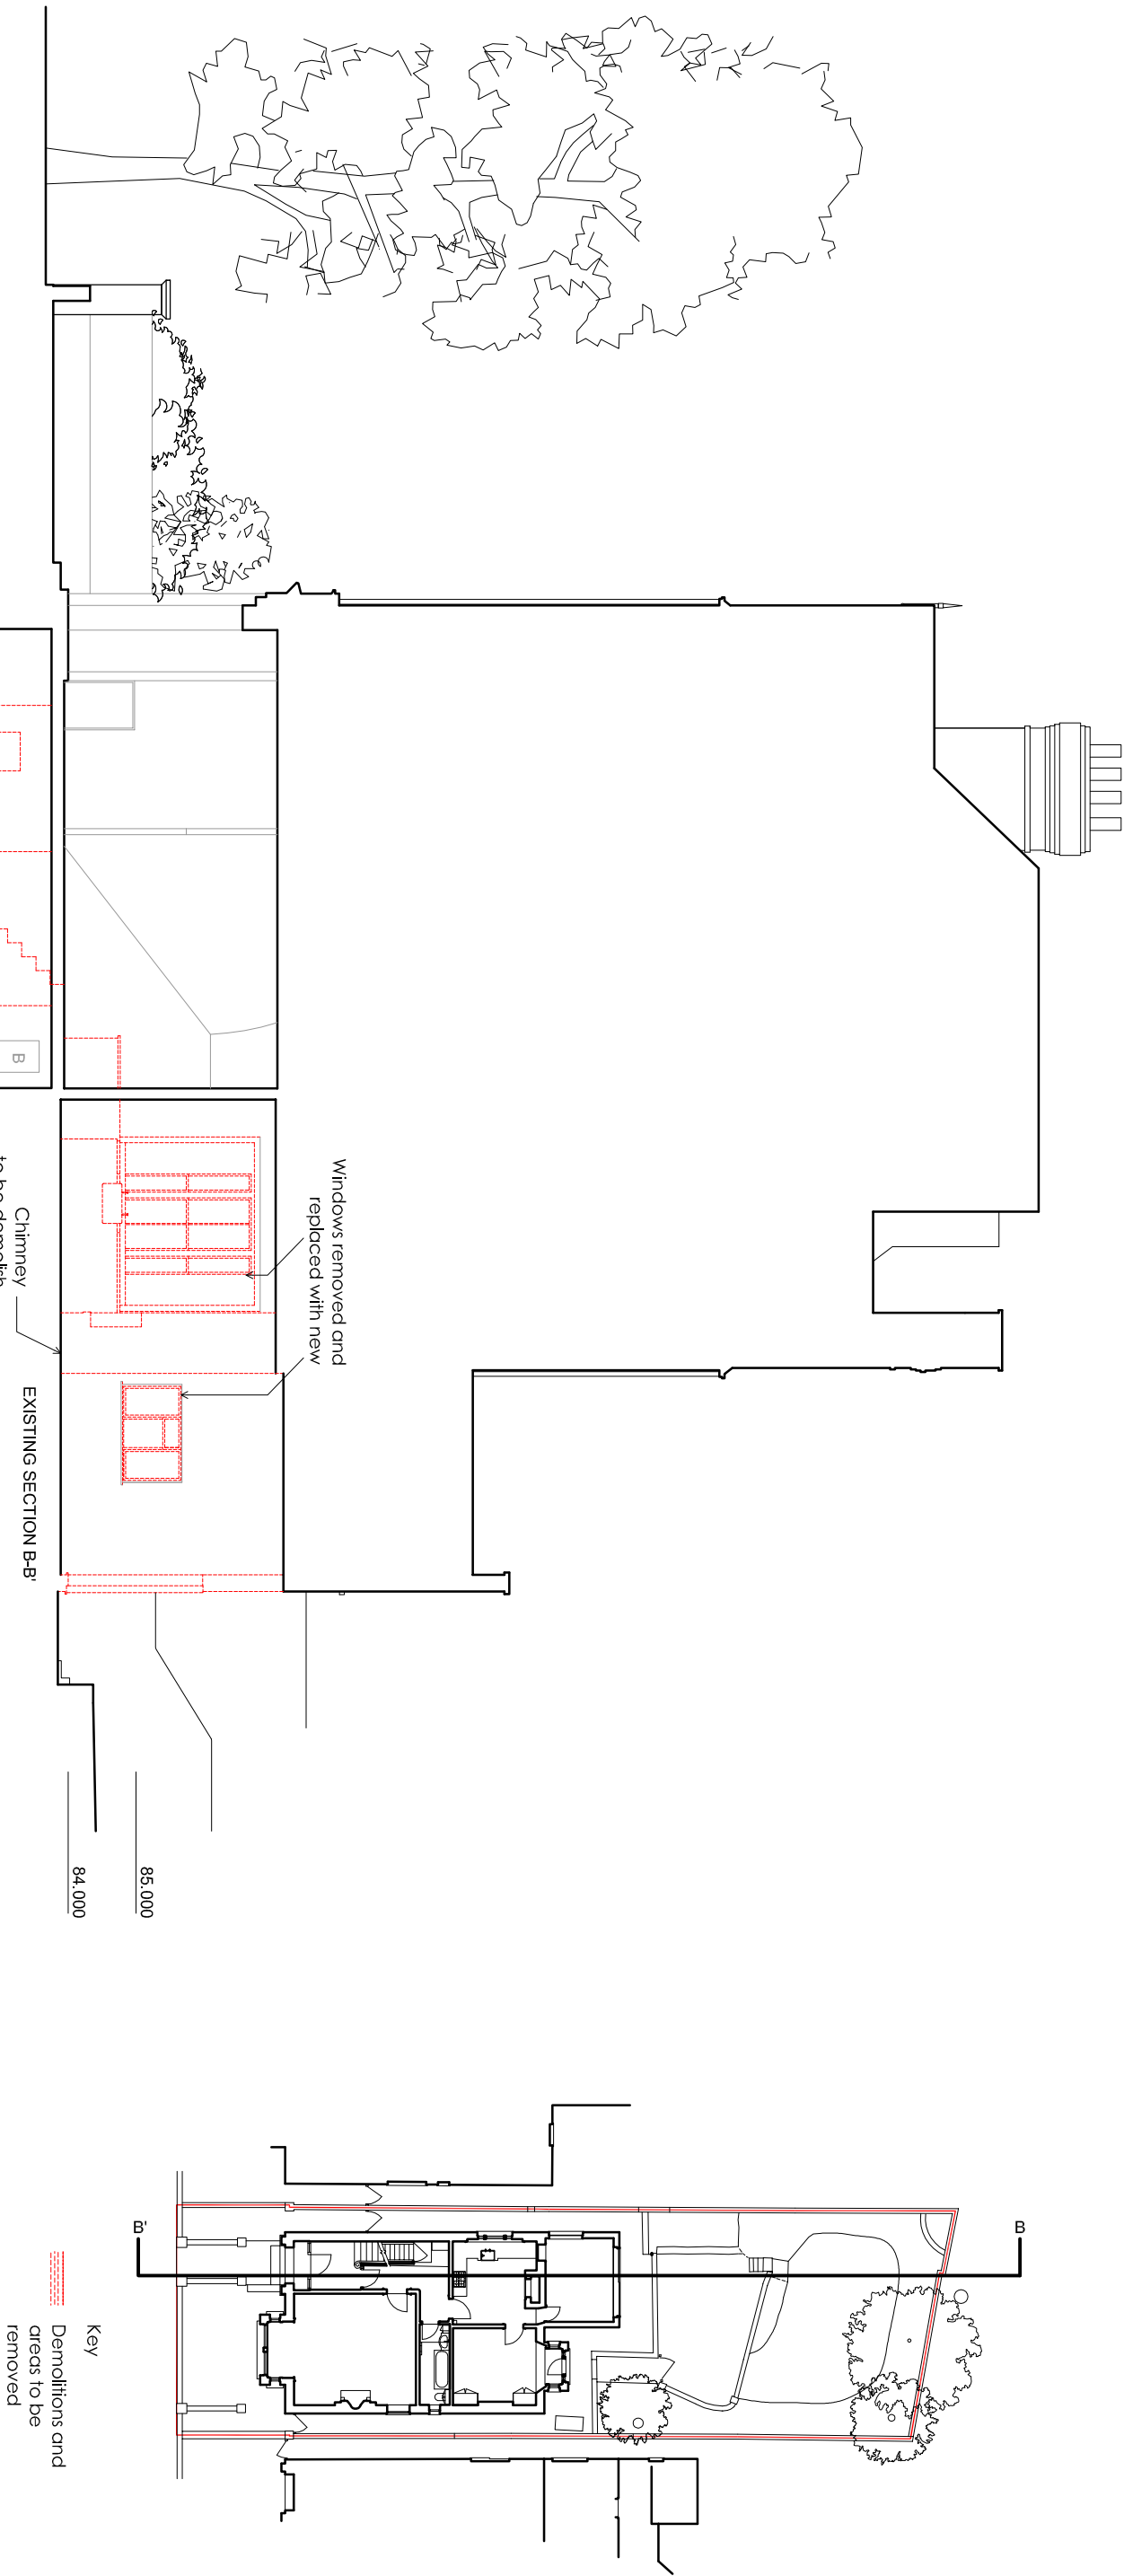 Windows removed and
replaced with new
Chimney
EXISTING SECTION B-B'
B
85.000
84.000
B'
B
Key
Demolitions and
areas to be
removed